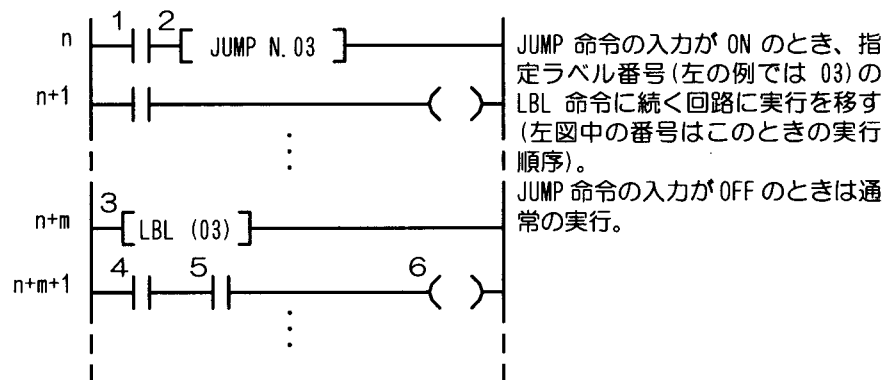 1 2
n JUMP N.03
n+1
3
n+m LBL (03)
4 5 6
n+m+1
JUMP 命令の入力が ON のとき、指
定ラベル番号(左の例では 03)の
LBL 命令に続く回路に実行を移す
(左図中の番号はこのときの実行
順序)。
JUMP 命令の入力が OFF のときは通
常の実行。